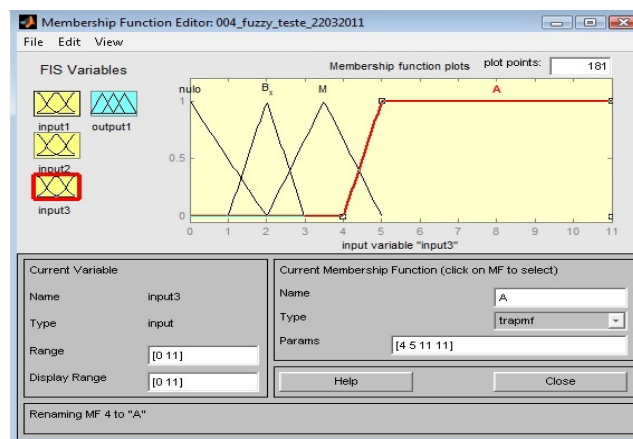 Membership Function Editor: 004_fuzzy_teste_22032011
File Edit View
FIS Variables
Membership function plots plot points: 181
input1 output1
input2
input3
nulo Bx M A
1
0.5
0
0 1 2 3 4 5 6 7 8 9 10 11
input variable "input3"
Current Variable
Name input3
Type input
Range [0 11]
Display Range [0 11]
Current Membership Function (click on MF to select)
Name A
Type trapmf
Params [4 5 11 11]
Help Close
Renaming MF 4 to "A"